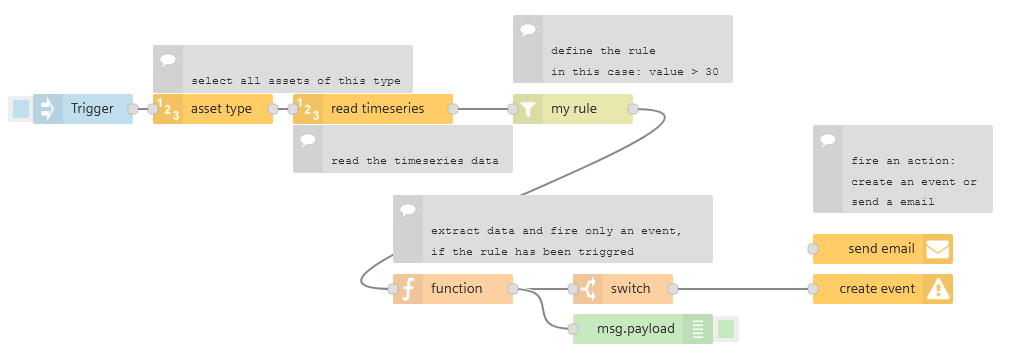 define the rule
in this case: value > 30
select all assets of this type
Trigger
asset type
read timeseries
my rule
read the timeseries data
fire an action:
create an event or
send a email
extract data and fire only an event,
if the rule has been triggred
send email
function
switch
create event
msg.payload